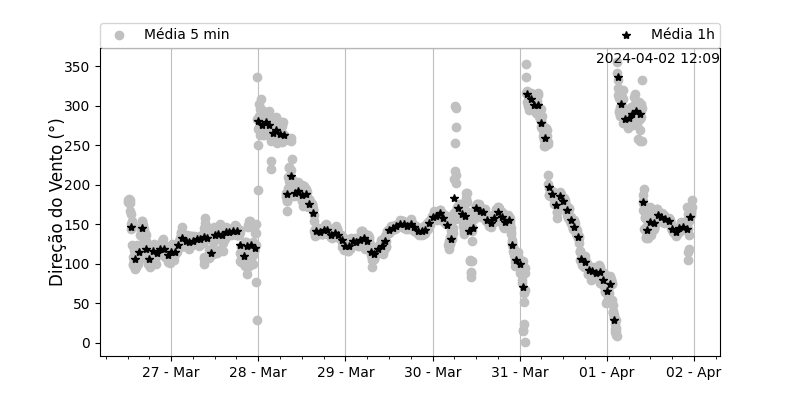 Média 5 min
Média 1h
2024-04-02 12:09
Direção do Vento (°)
350
300
250
200
150
100
50
0
27 - Mar
28 - Mar
29 - Mar
30 - Mar
31 - Mar
01 - Apr
02 - Apr